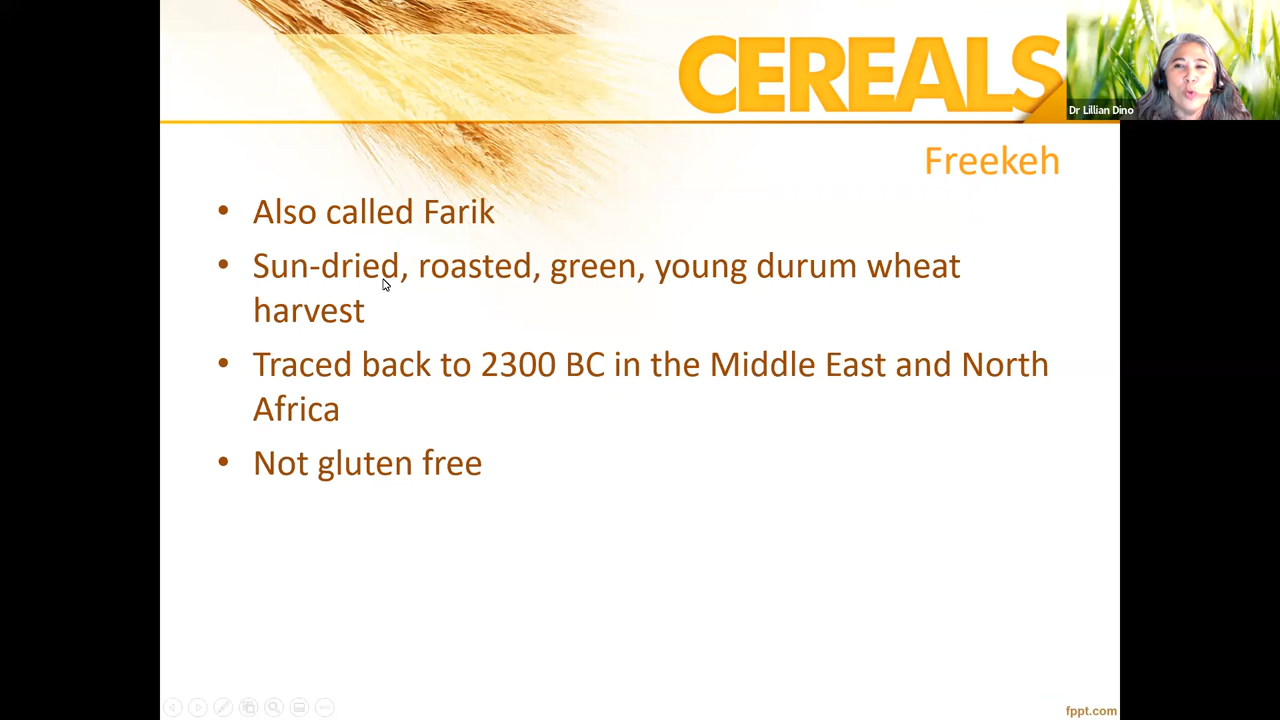 CEREALS
Dr Lillian Dino
Freekeh
• Also called Farik
• Sun-dried, roasted, green, young durum wheat
harvest
• Traced back to 2300 BC in the Middle East and North
Africa
• Not gluten free
fppt.com